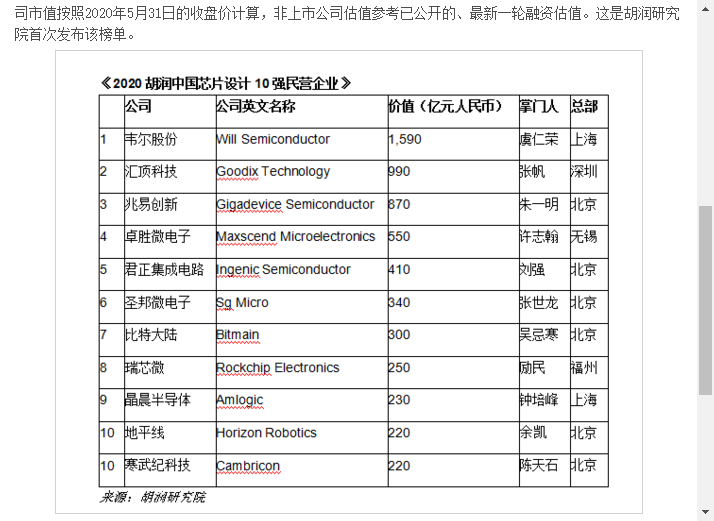 司市值按照2020年5月31日的收盘价计算，非上市公司估值参考已公开的、最新一轮融资估值。这是胡润研究
院首次发布该榜单。
《2020 胡润中国芯片设计 10 强民营企业》
公司 公司英文名称 价值（亿元人民币） 掌门人 总部
1 韦尔股份 Will Semiconductor 1,590 虞仁荣 上海
2 汇顶科技 Goodix Technology 990 张帆 深圳
3 兆易创新 Gigadevice Semiconductor 870 朱一明 北京
4 卓胜微电子 Maxscend Microelectronics 550 许志翰 无锡
5 君正集成电路 Ingenic Semiconductor 410 刘强 北京
6 圣邦微电子 Sg Micro 340 张世龙 北京
7 比特大陆 Bitmain 300 吴忌寒 北京
8 瑞芯微 Rockchip Electronics 250 励民 福州
9 晶晨半导体 Amlogic 230 钟培峰 上海
10 地平线 Horizon Robotics 220 余凯 北京
10 寒武纪科技 Cambricon 220 陈天石 北京
来源：胡润研究院